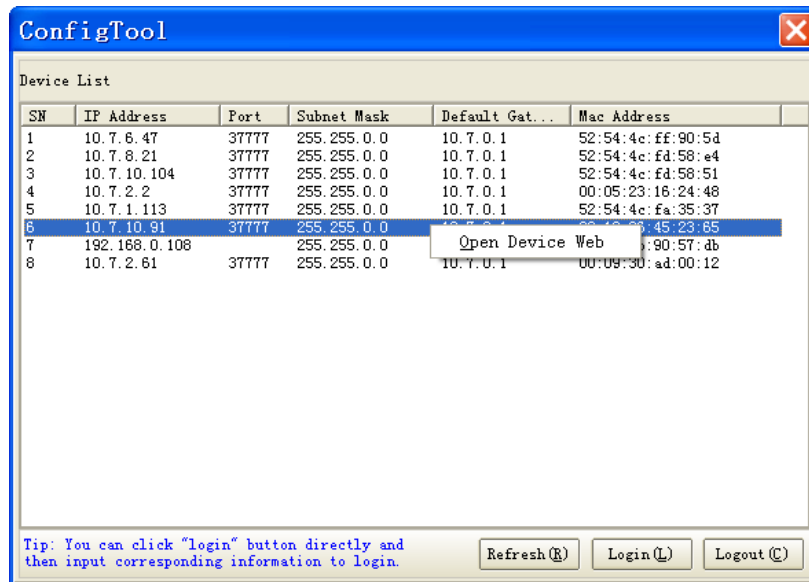 ConfigTool
Device List
SN IP Address Port Subnet Mask Default Gat... Mac Address
1 10.7.6.47 37777 255.255.0.0 10.7.0.1 52:54:4c:ff:90:5d
2 10.7.8.21 37777 255.255.0.0 10.7.0.1 52:54:4c:fd:58:e4
3 10.7.10.104 37777 255.255.0.0 10.7.0.1 52:54:4c:fd:58:51
4 10.7.2.2 37777 255.255.0.0 10.7.0.1 00:05:23:16:24:48
5 10.7.1.113 37777 255.255.0.0 10.7.0.1 52:54:4c:fa:35:37
6 10.7.10.91 37777 255.255.0.0 :45:23:65
Open Device Web
7 192.168.0.108 255.255.0.0 :90:57:db
8 10.7.2.61 37777 255.255.0.0 10.7.0.1 00:09:30:ad:00:12
Tip: You can click "login" button directly and
then input corresponding information to login.
Refresh(R) Login(L) Logout(C)